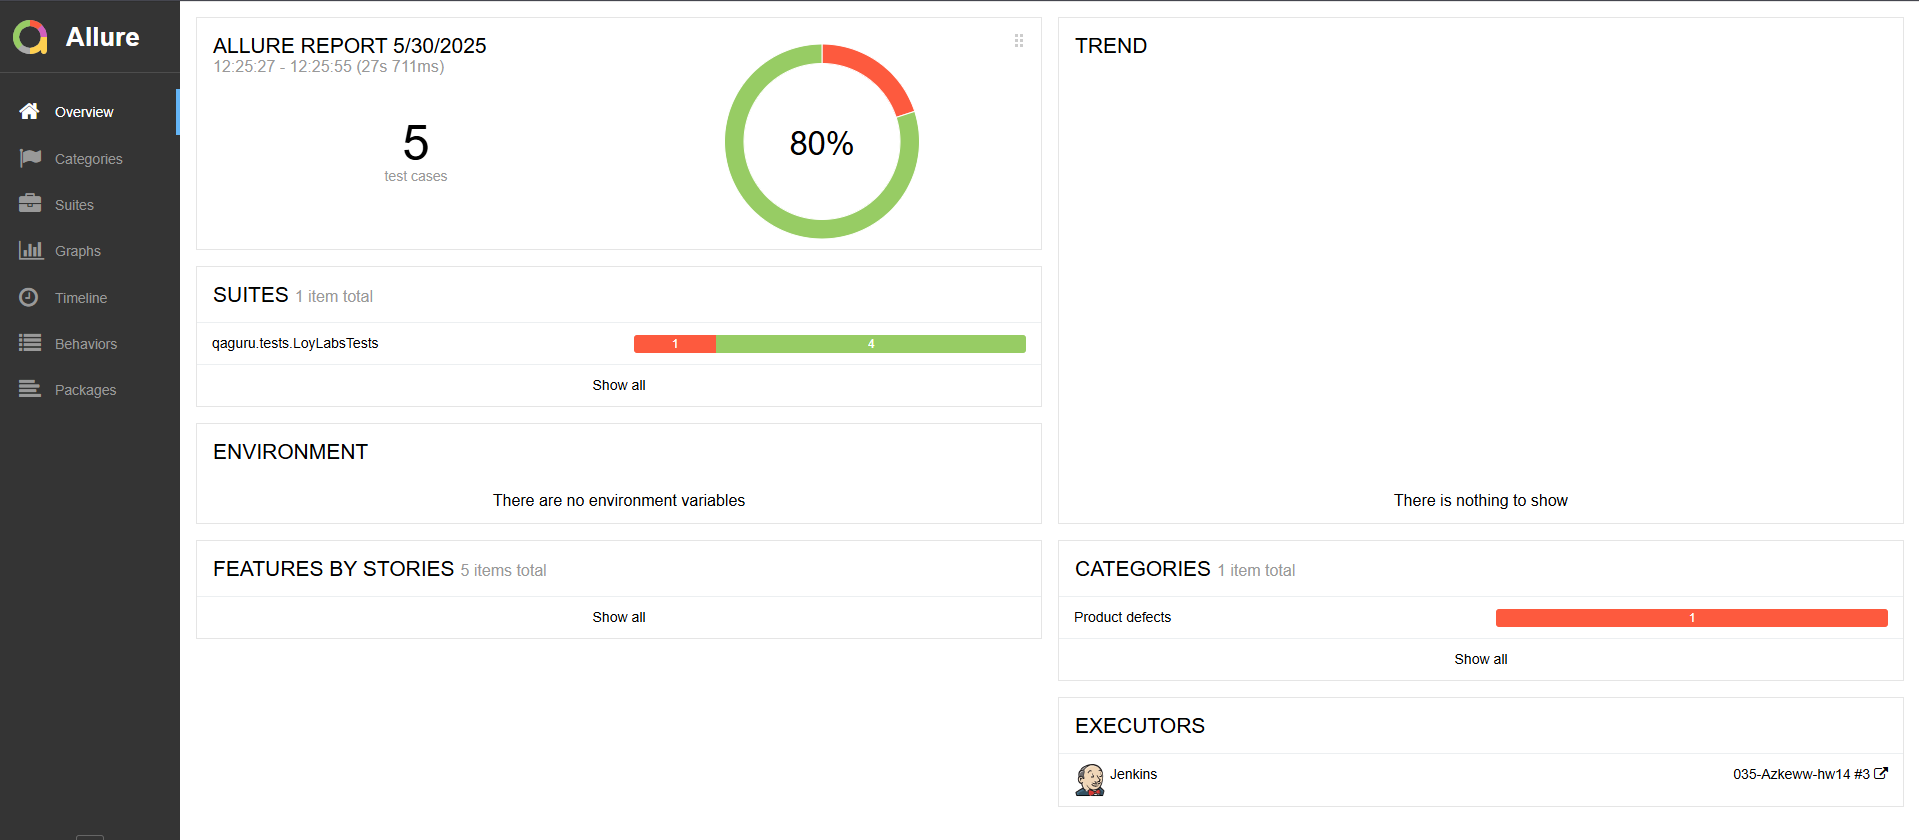 Allure
Overview
Categories
Suites
Graphs
Timeline
Behaviors
Packages
ALLURE REPORT 5/30/2025
12:25:27 - 12:25:55 (27s 711ms)
5
test cases
80%
SUITES 1 item total
qaguru.tests.LoyLabsTests 1 4
Show all
ENVIRONMENT
There are no environment variables
FEATURES BY STORIES 5 items total
Show all
TREND
There is nothing to show
CATEGORIES 1 item total
Product defects 1
Show all
EXECUTORS
Jenkins 035-Azkeww-hw14 #3